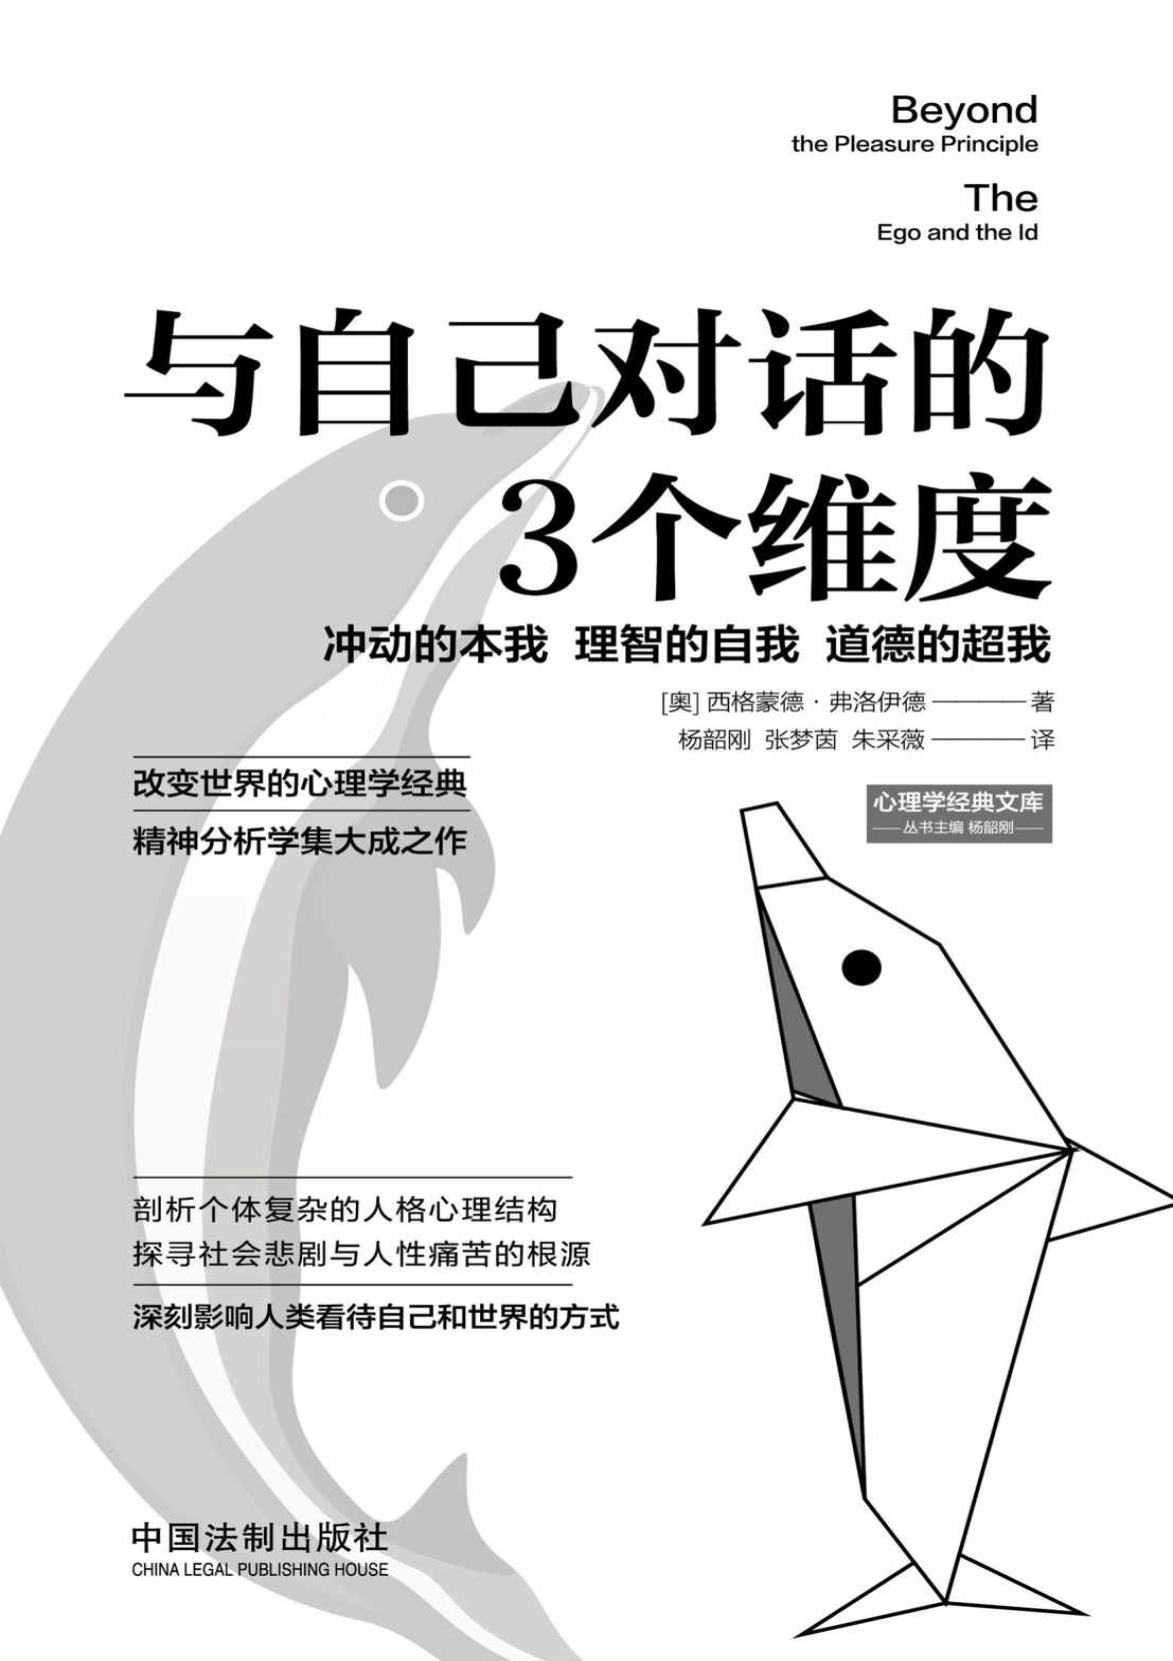 Beyond
the Pleasure Principle
The
Ego and the Id
与自己对话的
3个维度
冲动的本我 理智的自我 道德的超我
[奥] 西格蒙德·弗洛伊德 ——— 著
杨韶刚 张梦茵 朱采薇 ——— 译
改变世界的心理学经典
精神分析学集大成之作
心理学经典文库
——丛书主编 杨韶刚——
剖析个体复杂的人格心理结构
探寻社会悲剧与人性痛苦的根源
深刻影响人类看待自己和世界的方式
中国法制出版社
CHINA LEGAL PUBLISHING HOUSE